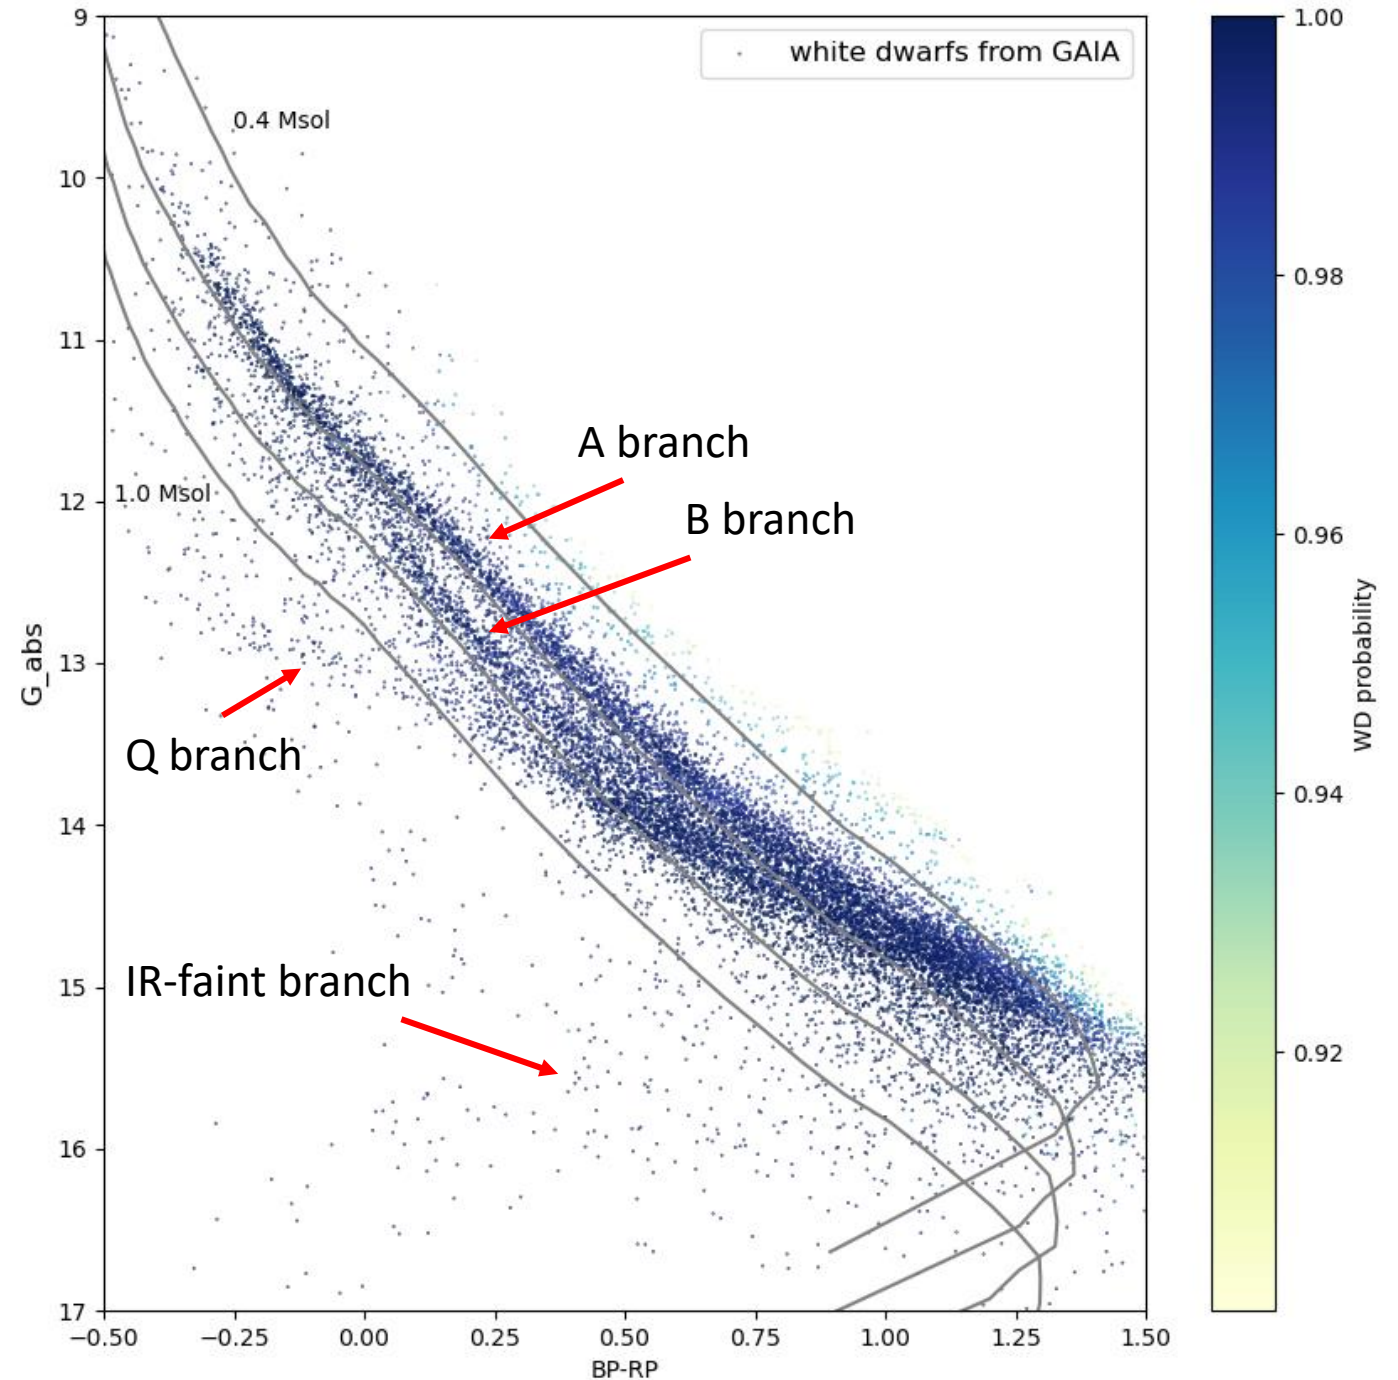 white dwarfs from GAIA
0.4 Msol
A branch
B branch
1.0 Msol
Q branch
IR-faint branch
G_abs
9
10
11
12
13
14
15
16
17
−0.50
−0.25
0.00
0.25
0.50
0.75
1.00
1.25
1.50
BP-RP
1.00
0.98
0.96
0.94
0.92
WD probability